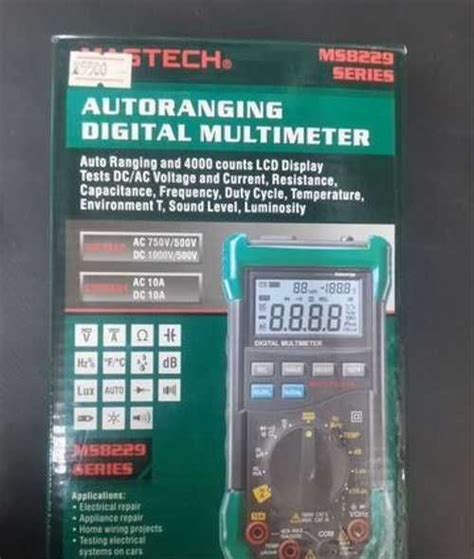 MASTECH®
MS8229
SERIES
29500
AUTORANGING
DIGITAL MULTIMETER
Auto Ranging and 4000 counts LCD Display
Tests DC/AC Voltage and Current, Resistance,
Capacitance, Frequency, Duty Cycle, Temperature,
Environment T, Sound Level, Luminosity
AC 750V/500V
DC 1000V/500V
AC 10A
DC 10A
DIGITAL MULTIMETER
V A Ω
Hz% °F/°C dB
Lux AUTO
MS8229
SERIES
Applications:
• Electrical repair
• Appliance repair
• Home wiring projects
• Testing electrical
systems on cars